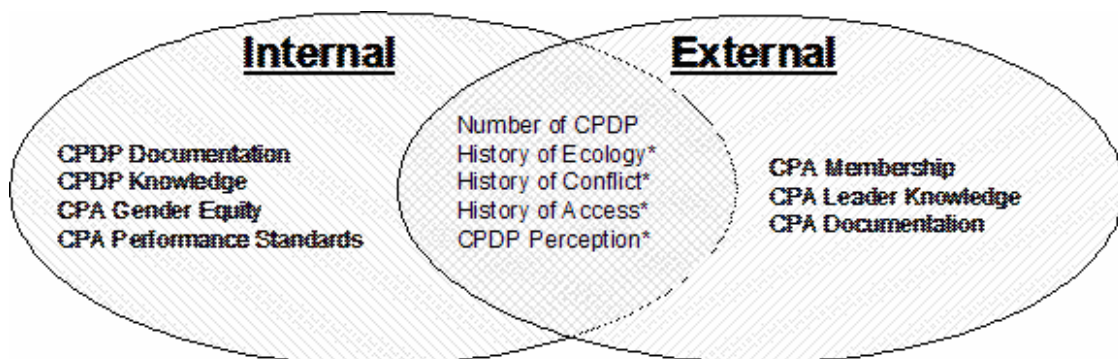 Internal
External
CPDP Documentation
CPDP Knowledge
CPA Gender Equity
CPA Performance Standards
Number of CPDP
History of Ecology*
History of Conflict*
History of Access*
CPDP Perception*
CPA Membership
CPA Leader Knowledge
CPA Documentation